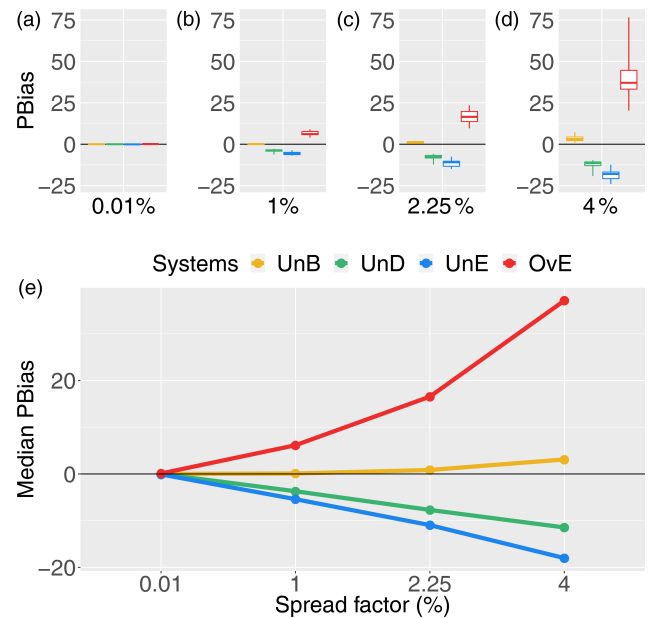 (a) (b) (c) (d)
PBias
75 75 75 75
50 50 50 50
25 25 25 25
0 0 0 0
−25 −25 −25 −25
0.01% 1% 2.25% 4%
Systems UnB UnD UnE OvE
(e)
Median PBias
20
0
−20
0.01 1 2.25 4
Spread factor (%)